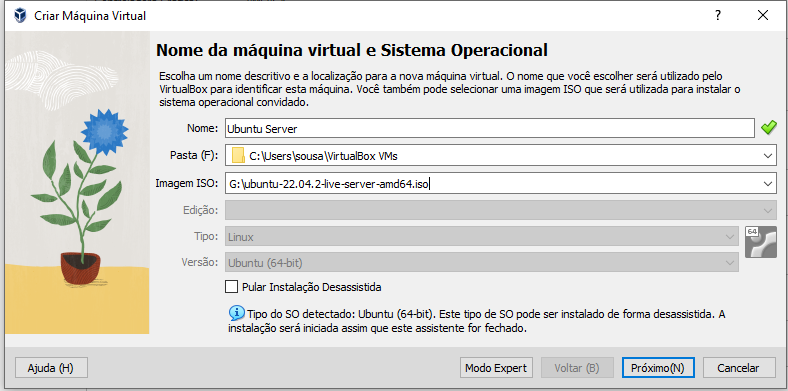 Criar Máquina Virtual
Nome da máquina virtual e Sistema Operacional
Escolha um nome descritivo e a localização para a nova máquina virtual. O nome que você escolher será utilizado pelo
VirtualBox para identificar esta máquina. Você também pode selecionar uma imagem ISO que será utilizada para instalar o
sistema operacional convidado.
Nome: Ubuntu Server
Pasta (F): C:\Users\sousa\VirtualBox VMs
Imagem ISO: G:\ubuntu-22.04.2-live-server-amd64.iso
Edição:
Tipo: Linux
64
Versão: Ubuntu (64-bit)
Pular Instalação Desassistida
Tipo do SO detectado: Ubuntu (64-bit). Este tipo de SO pode ser instalado de forma desassistida. A
instalação será iniciada assim que este assistente for fechado.
Ajuda (H) Modo Expert Voltar (B) Próximo(N) Cancelar